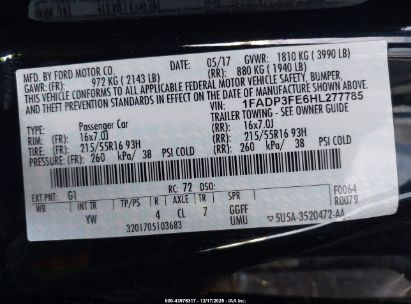 MFD. BY FORD MOTOR CO. 05/17 GVWR: 1810 KG ( 3990 LB)
GAWR: (FR): 972 KG ( 2143 LB) (RR): 880 KG ( 1940 LB)
THIS VEHICLE CONFORMS TO ALL APPLICABLE FEDERAL MOTOR VEHICLE SAFETY, BUMPER,
AND THEFT PREVENTION STANDARDS IN EFFECT ON THE DATE OF MANUFACTURE SHOWN ABOVE.
VIN: 1FADP3FE6HL277785
TYPE: Passenger Car TRAILER TOWING - SEE OWNER GUIDE
RIM: (FR): 16x7.0J (RR): 16x7.0J
TIRE: (FR): 215/55R16 93H (RR): 215/55R16 93H
PRESSURE: (FR): 260 kPa/ 38 PSI COLD (RR): 260 kPa/ 38 PSI COLD
EXT PNT: G1 RC: 72 DSO: F0064
WB INT TR TP/PS R AXLE TR SPR R0079
YW 4 CL 7 GGFF
UMU
3201705103683 5U5A-3520472-AA
000-43976317 - 12/17/2025 - USAUDATA